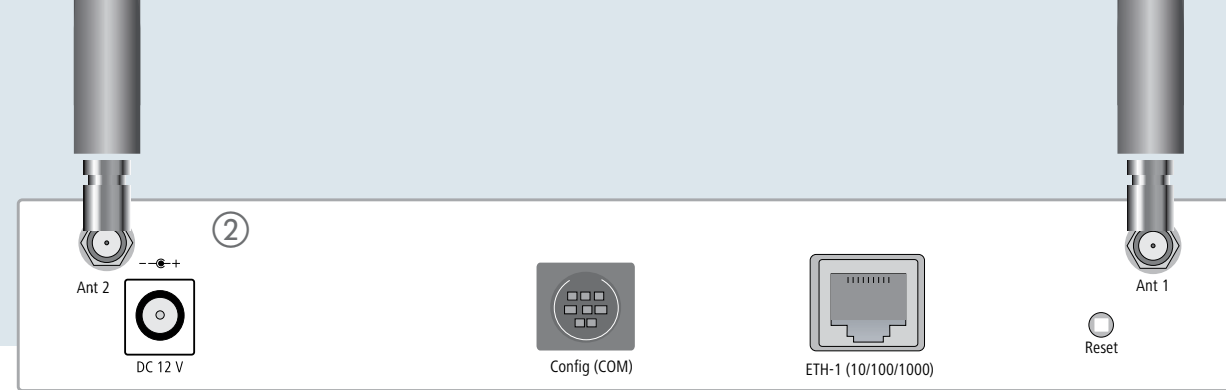 ②
Ant 2
- +
DC 12 V
Config (COM)
ETH-1 (10/100/1000)
Ant 1
Reset